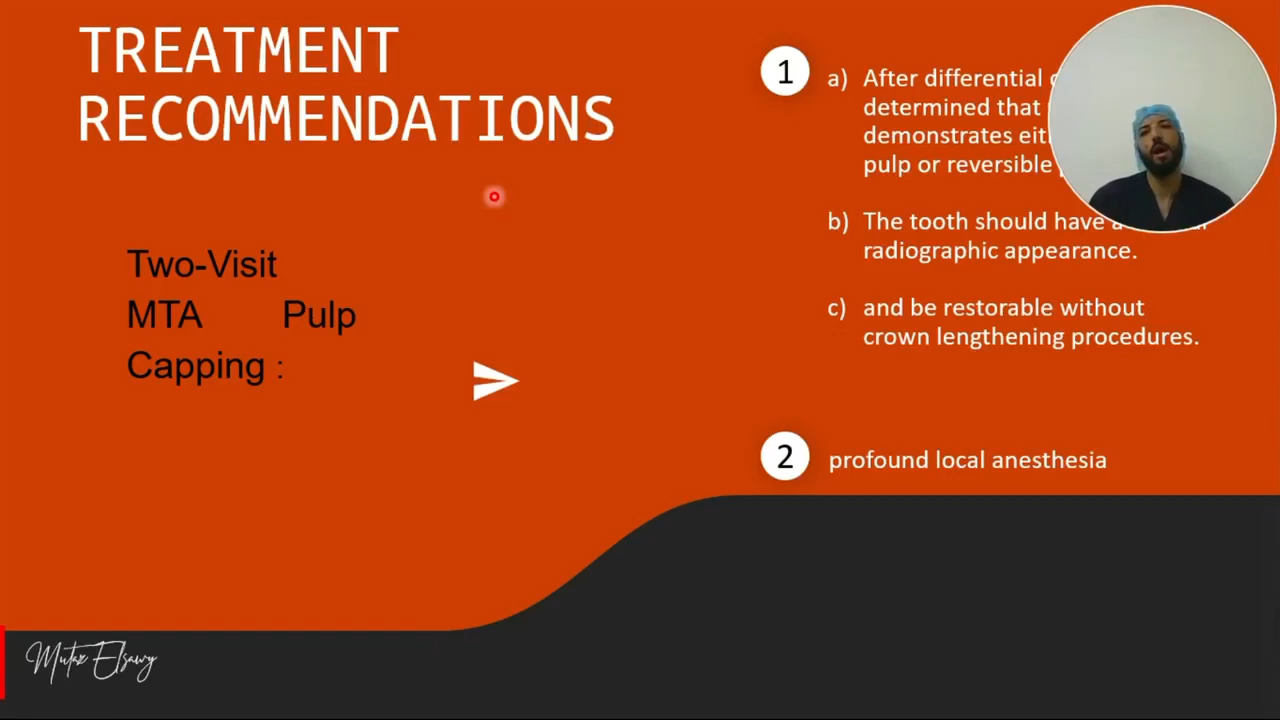 TREATMENT
RECOMMENDATIONS
Two-Visit
MTA Pulp
Capping :
1
a) After differential
determined that
demonstrates
pulp or reversible
b) The tooth should have
radiographic appearance.
c) and be restorable without
crown lengthening procedures.
2
profound local anesthesia
Mutaz Elsawy